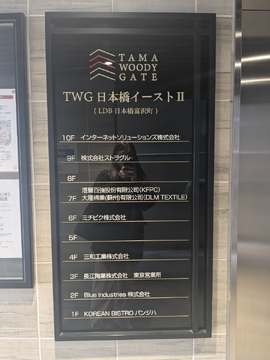 TAMA
WOODY
GATE
TWG 日本橋イーストⅡ
( LDB 日本橋富沢町 )
10F インターネットソリューションズ株式会社
9F 株式会社ストラグル
8F
港盤百強股份有限公司(KFPC)
7F 大隆棉業(蘇州)有限公司(DLM TEXTILE)
6F ミチビク株式会社
5F
4F 三和工業株式会社
3F 長江陶業株式会社 東京営業所
2F Blue Industries 株式会社
1F KOREAN BISTRO パンジハ